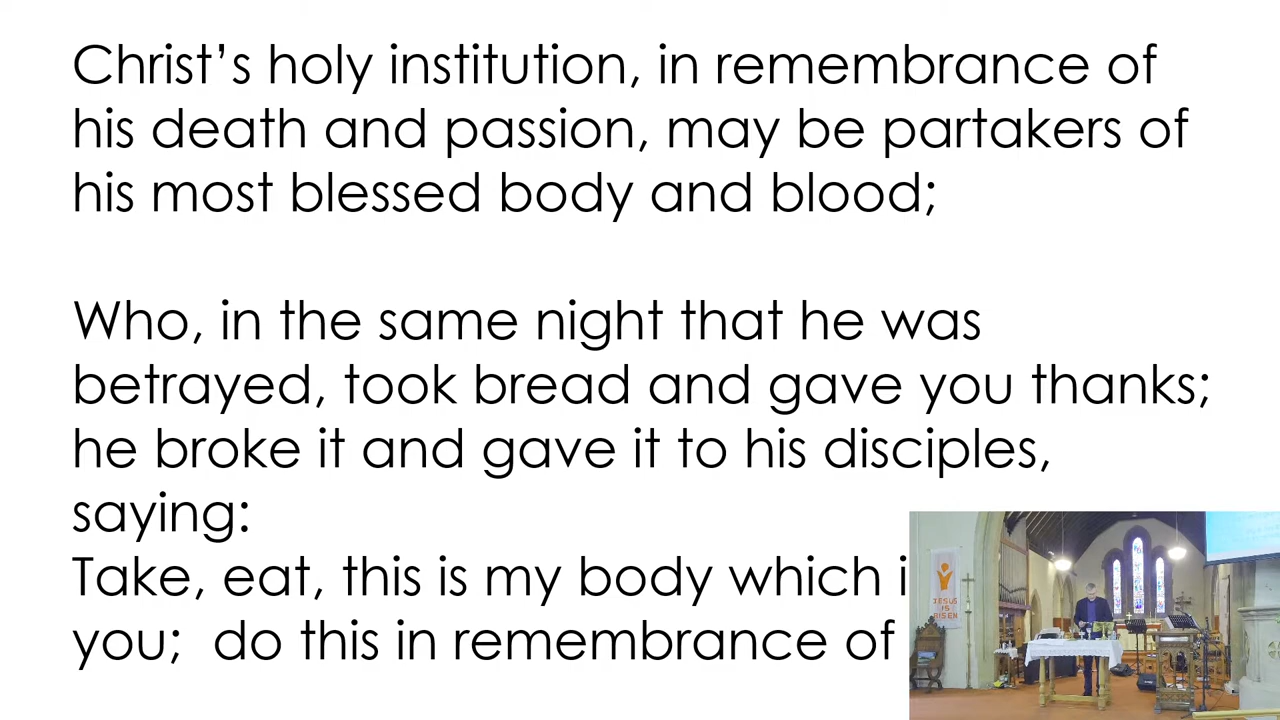 Christ’s holy institution, in remembrance of
his death and passion, may be partakers of
his most blessed body and blood;
Who, in the same night that he was
betrayed, took bread and gave you thanks;
he broke it and gave it to his disciples,
saying:
Take, eat, this is my body which i
you;  do this in remembrance of
JESUS
IS
RISEN